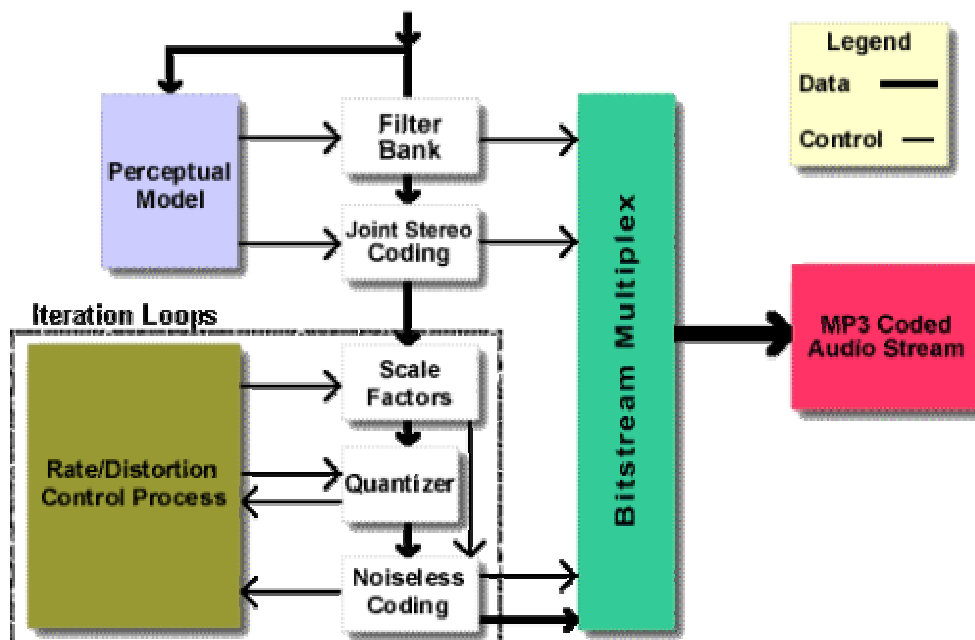 Legend
Data
Control
Filter
Bank
Perceptual
Model
Joint Stereo
Coding
Iteration Loops
Scale
Factors
Rate/Distortion
Control Process
Quantizer
Noiseless
Coding
Bitstream Multiplex
MP3 Coded
Audio Stream